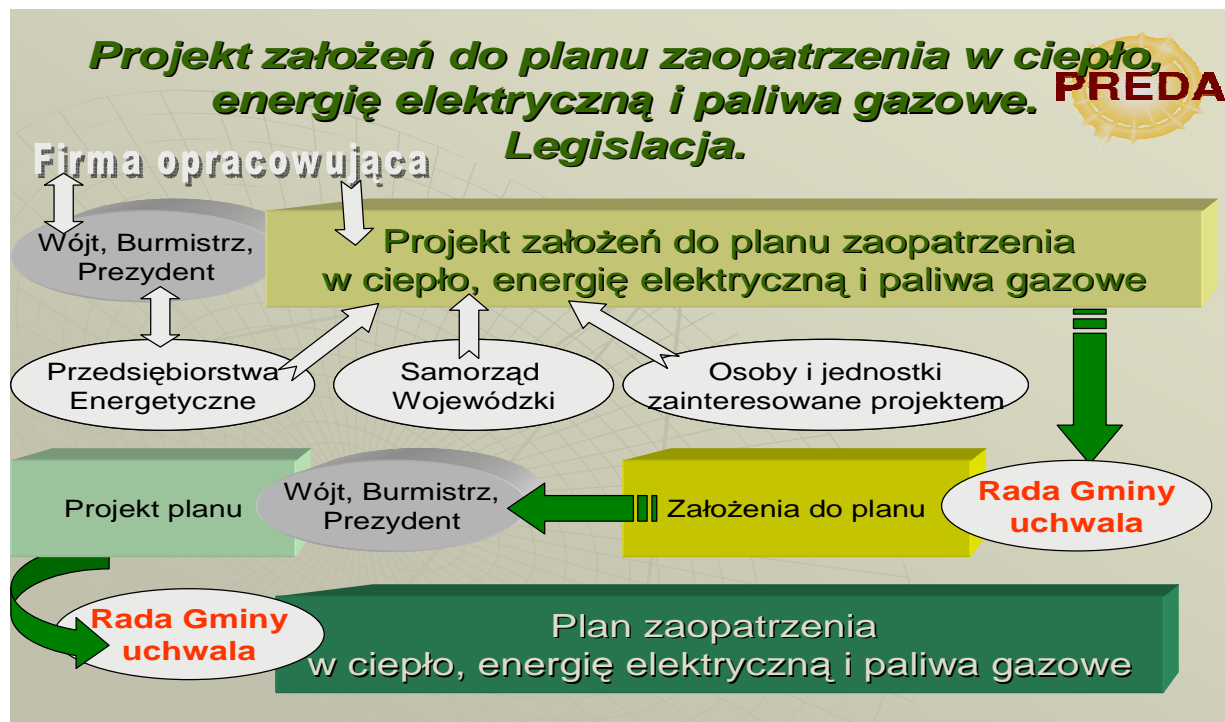 Projekt założeń do planu zaopatrzenia w ciepło,
energię elektryczną i paliwa gazowe.
Legislacja.
PREDA
Firma opracowująca
Wójt, Burmistrz,
Prezydent
Projekt założeń do planu zaopatrzenia
w ciepło, energię elektryczną i paliwa gazowe
Przedsiębiorstwa
Energetyczne
Samorząd
Wojewódzki
Osoby i jednostki
zainteresowane projektem
Projekt planu
Wójt, Burmistrz,
Prezydent
Założenia do planu
Rada Gminy
uchwala
Rada Gminy
uchwala
Plan zaopatrzenia
w ciepło, energię elektryczną i paliwa gazowe